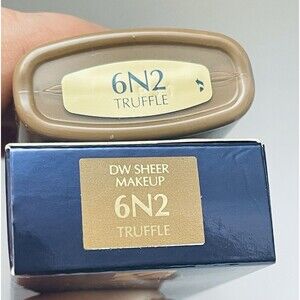 6N2
TRUFFLE
DW SHEER
MAKEUP
6N2
TRUFFLE